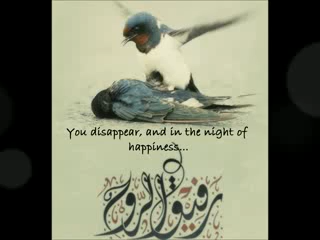 You disappear, and in the night of
happiness...
رفيق الروح